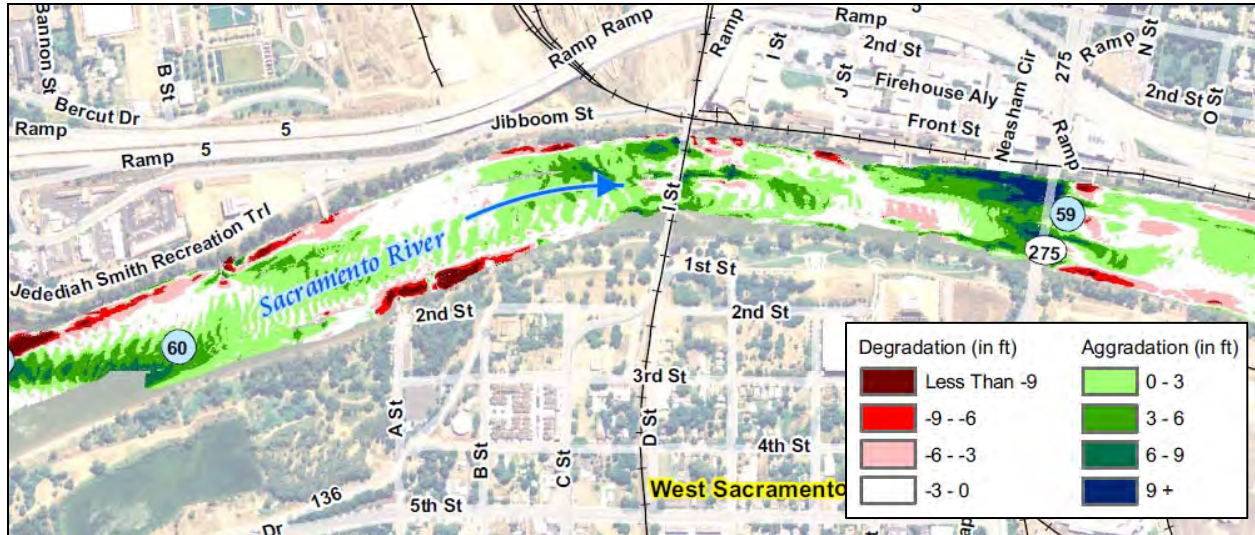 Bannon St
B St
Bercut Dr
Ramp
5
Ramp
5
Jibboom St
Ramp
Ramp
Ramp
I St
Ramp
5
2nd St
J St
Firehouse Aly
Front St
Neasham Cir
275
Ramp
Ramp
N St
2nd St
O St
Jedediah Smith Recreation Trl
Sacramento River
I St
59
275
60
1st St
2nd St
2nd St
3rd St
A St
B St
C St
D St
4th St
136
5th St
Dr
West Sacramento
Degradation (in ft)
Less Than -9
-9 - -6
-6 - -3
-3 - 0
Aggradation (in ft)
0 - 3
3 - 6
6 - 9
9 +